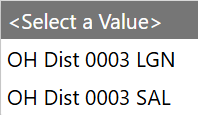 <Select a Value>
OH Dist 0003 LGN
OH Dist 0003 SAL